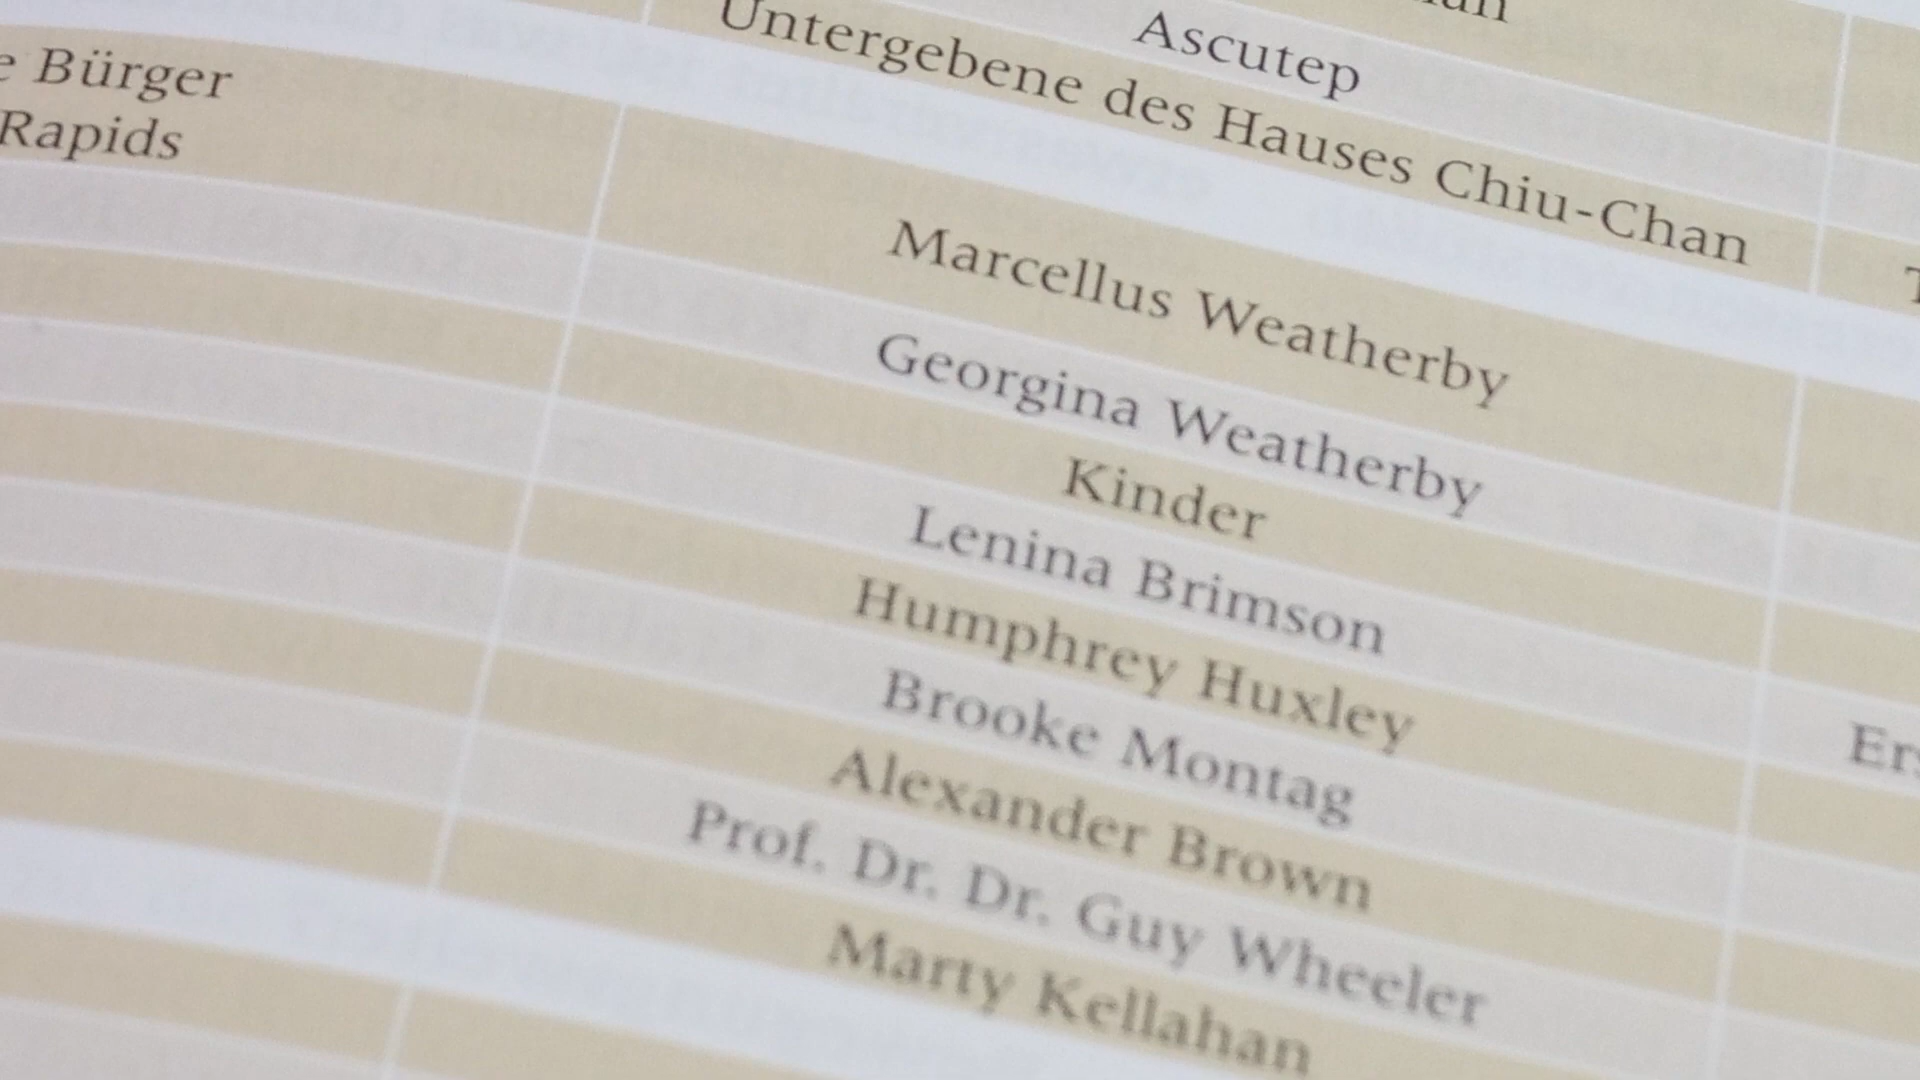 Ascutep
Untergebene des Hauses Chiu-Chan
Bürger
Rapids
Marcellus Weatherby
Georgina Weatherby
Kinder
Lenina Brimson
Humphrey Huxley
Brooke Montag
Alexander Brown
Prof. Dr. Dr. Guy Wheeler
Marty Kellahan